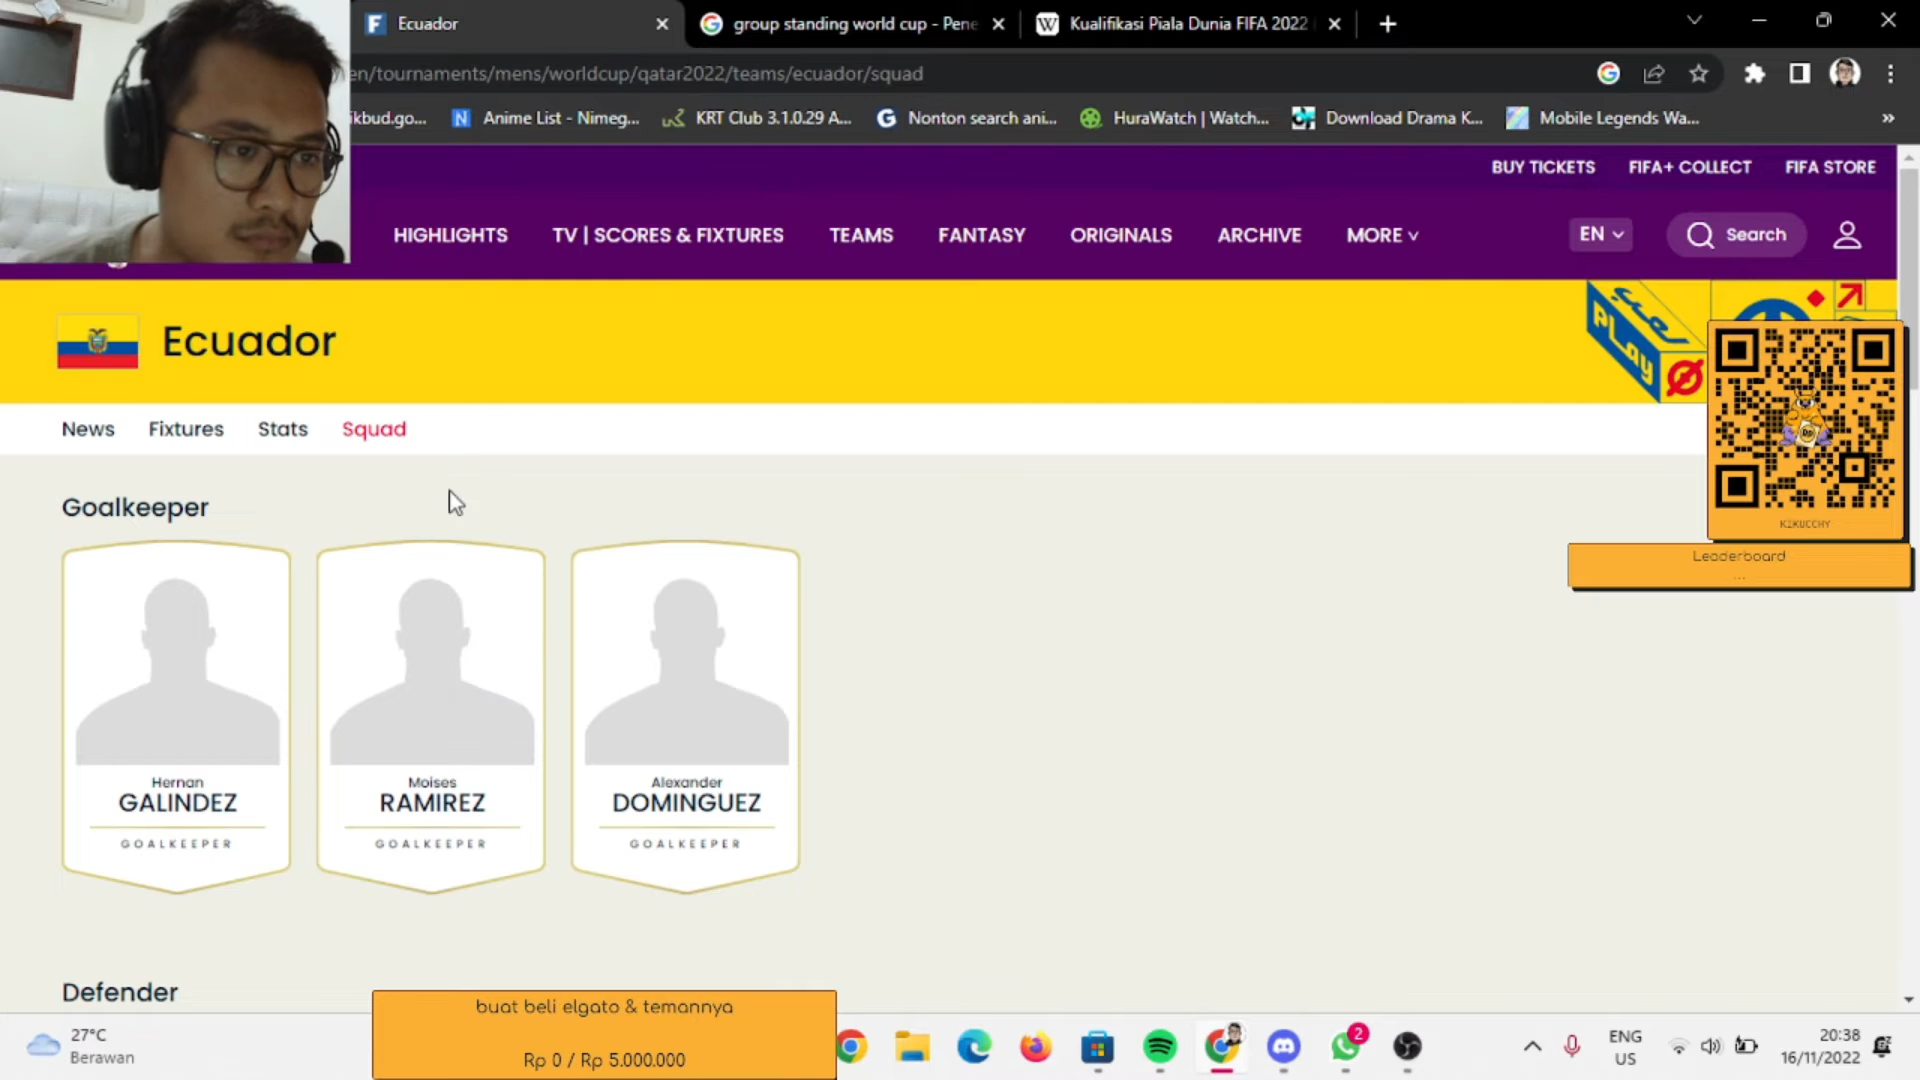 Ecuador
group standing world cup - Pene
Kualifikasi Piala Dunia FIFA 2022
en/tournaments/mens/worldcup/qatar2022/teams/ecuador/squad
ikbud.go...
Anime List - Nimeg...
KRT Club 3.1.0.29 A...
Nonton search ani...
HuraWatch | Watch...
Download Drama K...
Mobile Legends Wa...
BUY TICKETS
FIFA+ COLLECT
FIFA STORE
HIGHLIGHTS
TV | SCORES & FIXTURES
TEAMS
FANTASY
ORIGINALS
ARCHIVE
MORE
EN
Search
Ecuador
PLAY
News
Fixtures
Stats
Squad
KIKUCCHY
Leaderboard
...
Goalkeeper
Hernan
GALINDEZ
GOALKEEPER
Moises
RAMIREZ
GOALKEEPER
Alexander
DOMINGUEZ
GOALKEEPER
Defender
buat beli elgato & temannya
Rp 0 / Rp 5.000.000
27°C
Berawan
2
ENG
US
20:38
16/11/2022